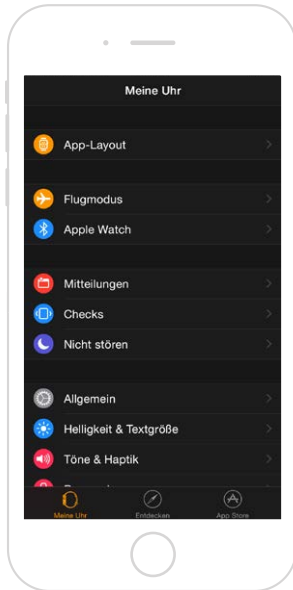 Meine Uhr
App-Layout
Flugmodus
Apple Watch
Mitteilungen
Checks
Nicht stören
Allgemein
Helligkeit & Textgröße
Töne & Haptik
Meine Uhr
Entdecken
App Store